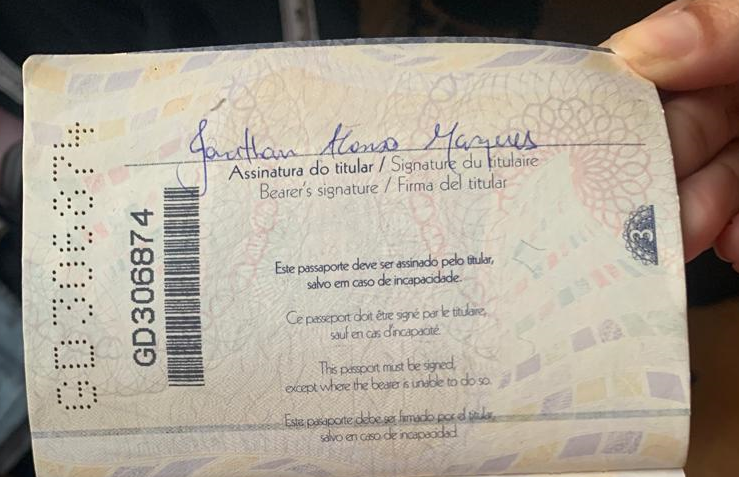 Jonathan Alonso Marques
Assinatura do titular / Signature du titulaire
Bearer's signature / Firma del titular
GD306874
GD306874
3
Este passaporte deve ser assinado pelo titular,
salvo em caso de incapacidade.
Ce passeport doit être signé par le titulaire,
sauf en cas d'incapacité.
This passport must be signed,
except where the bearer is unable to do so.
Este pasaporte debe ser firmado por el titular,
salvo en caso de incapacidad.